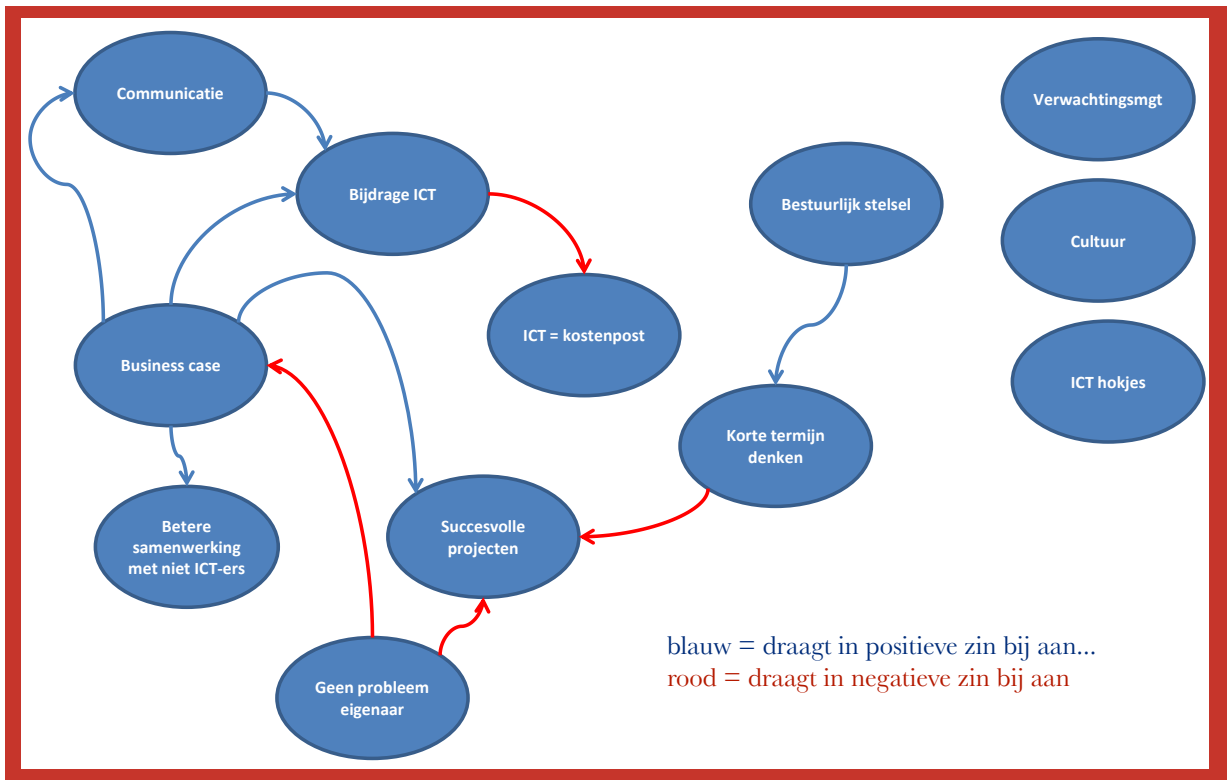 Communicatie
Verwachtingsmgt
Bijdrage ICT
Bestuurlijk stelsel
Cultuur
ICT = kostenpost
Business case
ICT hokjes
Korte termijn
denken
Betere
samenwerking
met niet ICT-ers
Succesvolle
projecten
Geen probleem
eigenaar
blauw = draagt in positieve zin bij aan...
rood = draagt in negatieve zin bij aan